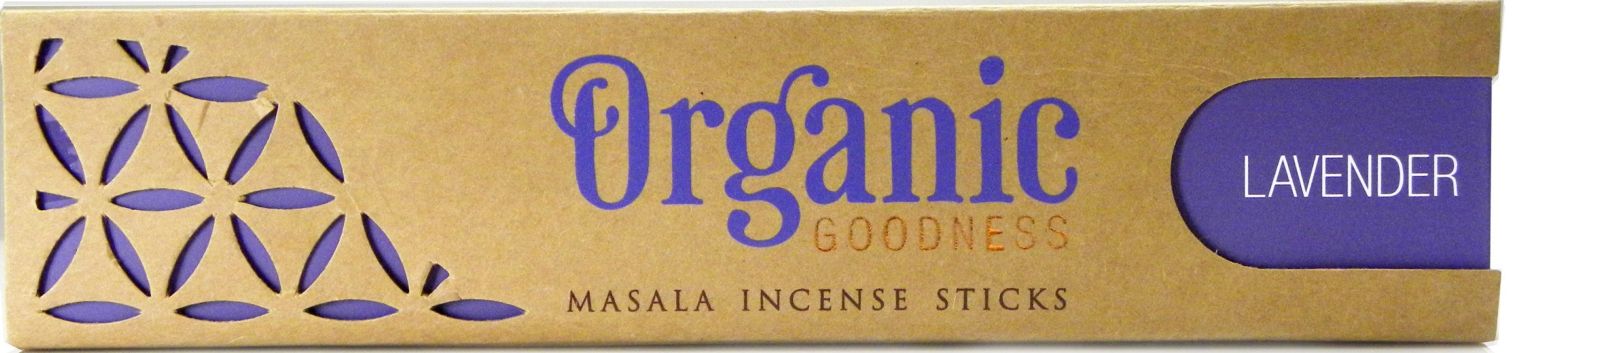 Organic
GOODNESS
MASALA INCENSE STICKS
LAVENDER